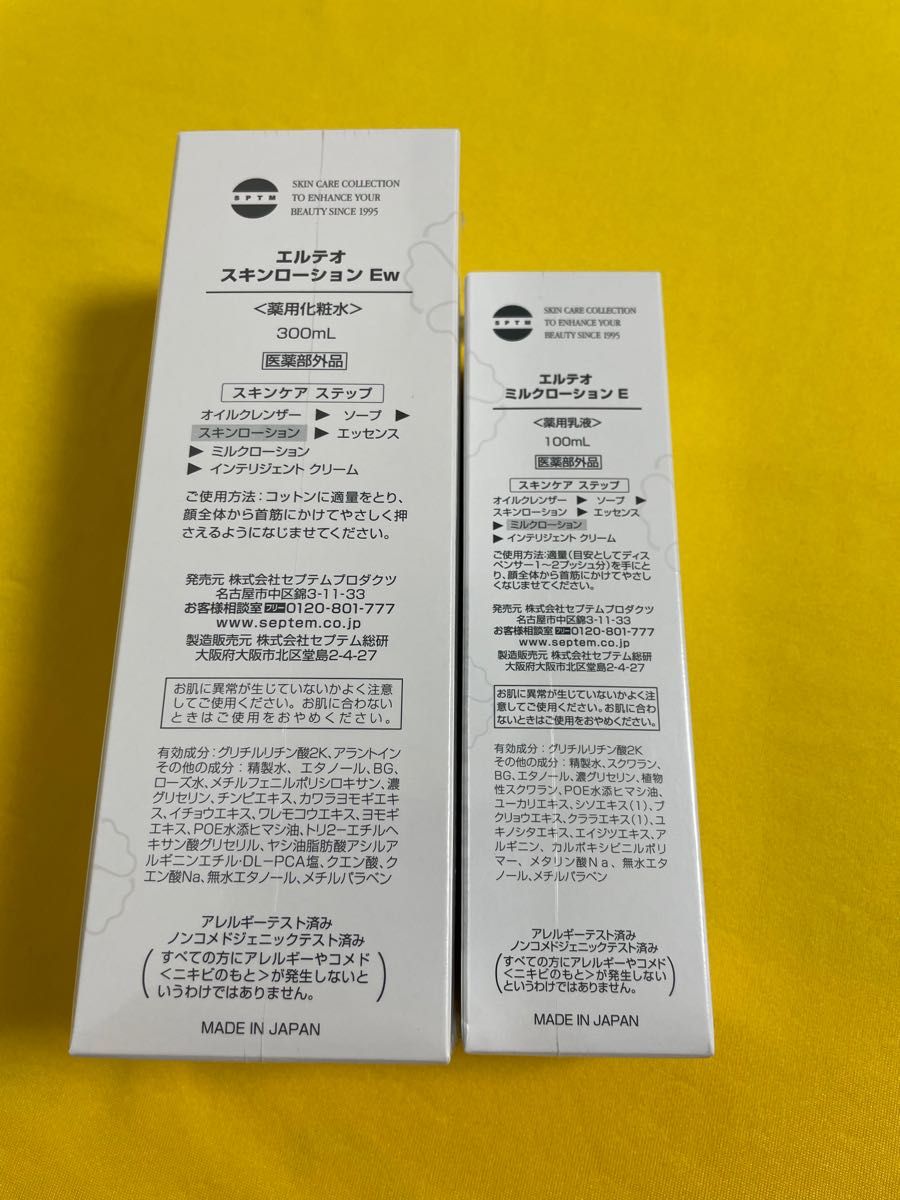 SPTM
SKIN CARE COLLECTION
TO ENHANCE YOUR
BEAUTY SINCE 1995
エルテオ
スキンローション Ew
<薬用化粧水>
300mL
医薬部外品
スキンケア ステップ
オイルクレンザー ▶ ソープ ▶
スキンローション ▶ エッセンス
▶ ミルクローション
▶ インテリジェント クリーム
ご使用方法:コットンに適量をとり、
顔全体から首筋にかけてやさしく押
さえるようになじませてください。
発売元 株式会社セプテムプロダクツ
名古屋市中区錦3-11-33
お客様相談室 フリー 0120-801-777
www.septem.co.jp
製造販売元 株式会社セプテム総研
大阪府大阪市北区堂島2-4-27
お肌に異常が生じていないかよく注意
してご使用ください。お肌に合わない
ときはご使用をおやめください。
有効成分:グリチルリチン酸2K、アラントイン
その他の成分:精製水、エタノール、BG、
ローズ水、メチルフェニルポリシロキサン、濃
グリセリン、チンピエキス、カワラヨモギエキ
ス、イチョウエキス、ワレモコウエキス、ヨモギ
エキス、POE水添ヒマシ油、トリ2-エチルヘ
キサン酸グリセリル、ヤシ油脂肪酸アシルア
ルギニンエチル・DL-PCA塩、クエン酸、ク
エン酸Na、無水エタノール、メチルパラベン
アレルギーテスト済み
ノンコメドジェニックテスト済み
(すべての方にアレルギーやコメド
<ニキビのもと>が発生しないと
いうわけではありません。)
MADE IN JAPAN
SPTM
SKIN CARE COLLECTION
TO ENHANCE YOUR
BEAUTY SINCE 1995
エルテオ
ミルクローション E
<薬用乳液>
100mL
医薬部外品
スキンケア ステップ
オイルクレンザー ▶ ソープ ▶
スキンローション ▶ エッセンス
▶ ミルクローション
▶ インテリジェント クリーム
ご使用方法:適量(目安としてディス
ペンサー1〜2プッシュ分)を手にと
り、顔全体から首筋にかけてやさし
くなじませてください。
発売元 株式会社セプテムプロダクツ
名古屋市中区錦3-11-33
お客様相談室 フリー 0120-801-777
www.septem.co.jp
製造販売元 株式会社セプテム総研
大阪府大阪市北区堂島2-4-27
お肌に異常が生じていないかよく注
意してご使用ください。お肌に合わ
ないときはご使用をおやめください。
有効成分:グリチルリチン酸2K
その他の成分:精製水、スクワラン、
BG、エタノール、濃グリセリン、植物
性スクワラン、POE水添ヒマシ油、
ユーカリエキス、シソエキス(1)、ブ
クリョウエキス、クララエキス(1)、ユ
キノシタエキス、エイジツエキス、ア
ルギニン、カルボキシビニルポリ
マー、メタリン酸Na、無水エタ
ノール、メチルパラベン
アレルギーテスト済み
ノンコメドジェニックテスト済み
(すべての方にアレルギーやコメド
<ニキビのもと>が発生しない
というわけではありません。)
MADE IN JAPAN